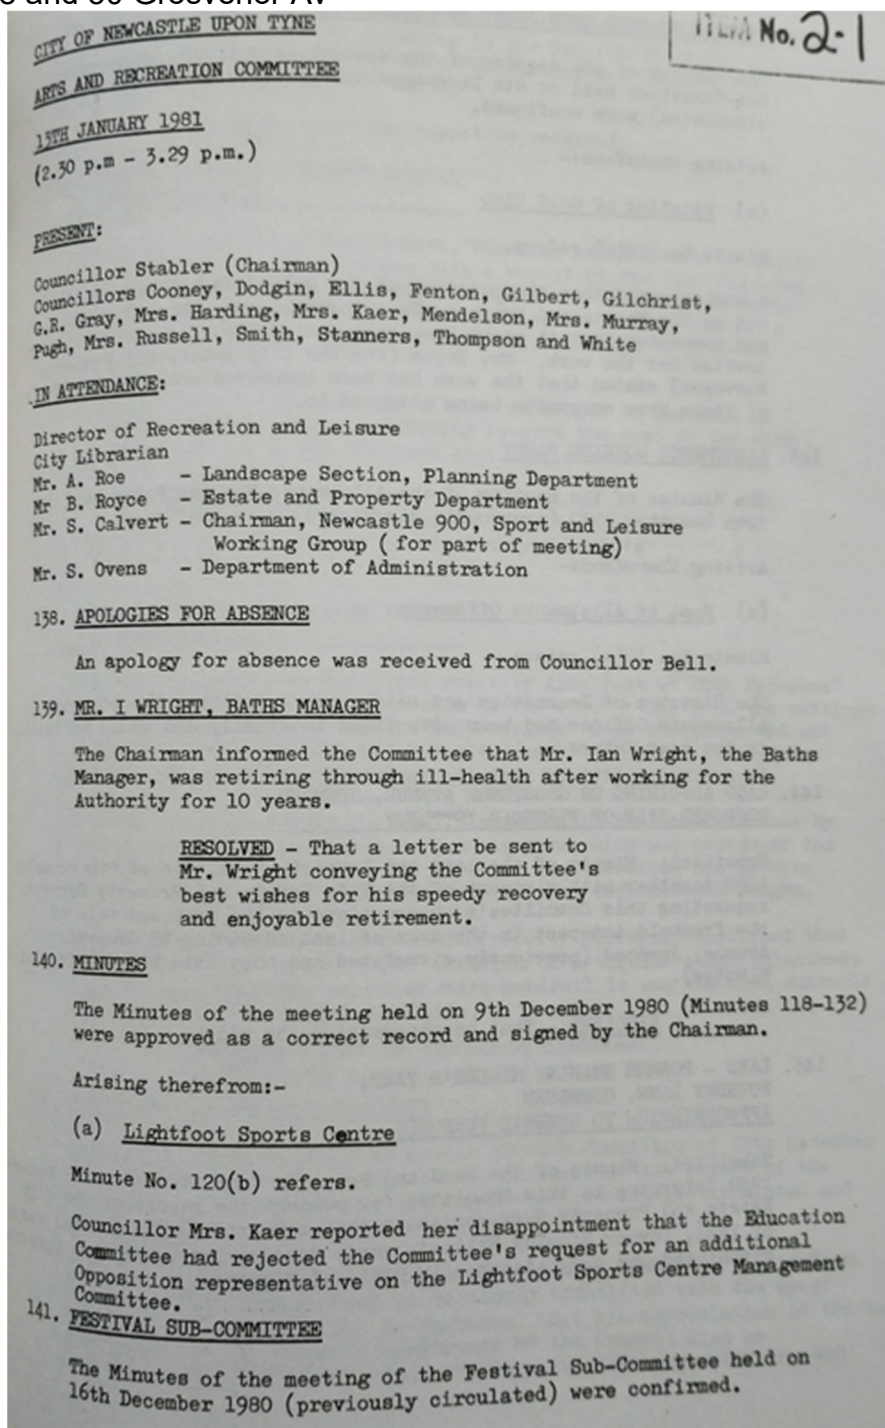 and 90 Grosvenor Av
ITEM No. 2.1
CITY OF NEWCASTLE UPON TYNE
ARTS AND RECREATION COMMITTEE
13TH JANUARY 1981
(2.30 p.m - 3.29 p.m.)
PRESENT:
Councillor Stabler (Chairman)
Councillors Cooney, Dodgin, Ellis, Fenton, Gilbert, Gilchrist,
G.R. Gray, Mrs. Harding, Mrs. Kaer, Mendelson, Mrs. Murray,
Pugh, Mrs. Russell, Smith, Stanners, Thompson and White
IN ATTENDANCE:
Director of Recreation and Leisure
City Librarian
Mr. A. Roe - Landscape Section, Planning Department
Mr B. Royce - Estate and Property Department
Mr. S. Calvert - Chairman, Newcastle 900, Sport and Leisure
Working Group ( for part of meeting)
Mr. S. Ovens - Department of Administration
138. APOLOGIES FOR ABSENCE
An apology for absence was received from Councillor Bell.
139. MR. I WRIGHT, BATHS MANAGER
The Chairman informed the Committee that Mr. Ian Wright, the Baths
Manager, was retiring through ill-health after working for the
Authority for 10 years.
RESOLVED - That a letter be sent to
Mr. Wright conveying the Committee's
best wishes for his speedy recovery
and enjoyable retirement.
140. MINUTES
The Minutes of the meeting held on 9th December 1980 (Minutes 118-132)
were approved as a correct record and signed by the Chairman.
Arising therefrom:-
(a) Lightfoot Sports Centre
Minute No. 120(b) refers.
Councillor Mrs. Kaer reported her disappointment that the Education
Committee had rejected the Committee's request for an additional
Opposition representative on the Lightfoot Sports Centre Management
Committee.
141. FESTIVAL SUB-COMMITTEE
The Minutes of the meeting of the Festival Sub-Committee held on
16th December 1980 (previously circulated) were confirmed.